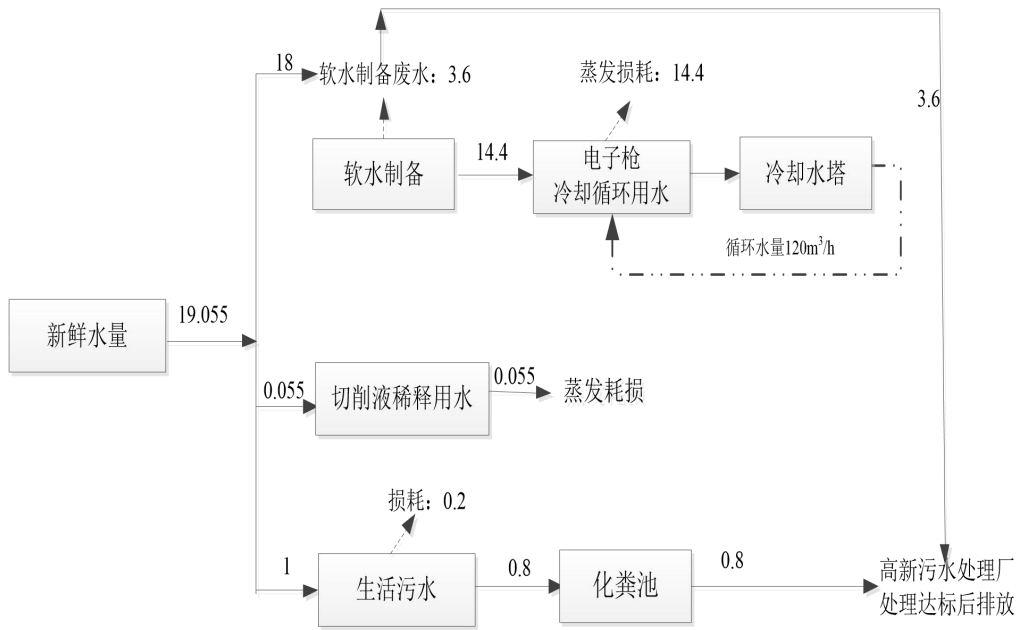 18
软水制备废水：3.6
蒸发损耗：14.4
3.6
软水制备
14.4
电子枪
冷却循环用水
冷却水塔
循环水量120m³/h
新鲜水量
19.055
0.055
切削液稀释用水
0.055
蒸发耗损
损耗：0.2
1
生活污水
0.8
化粪池
0.8
高新污水处理厂
处理达标后排放